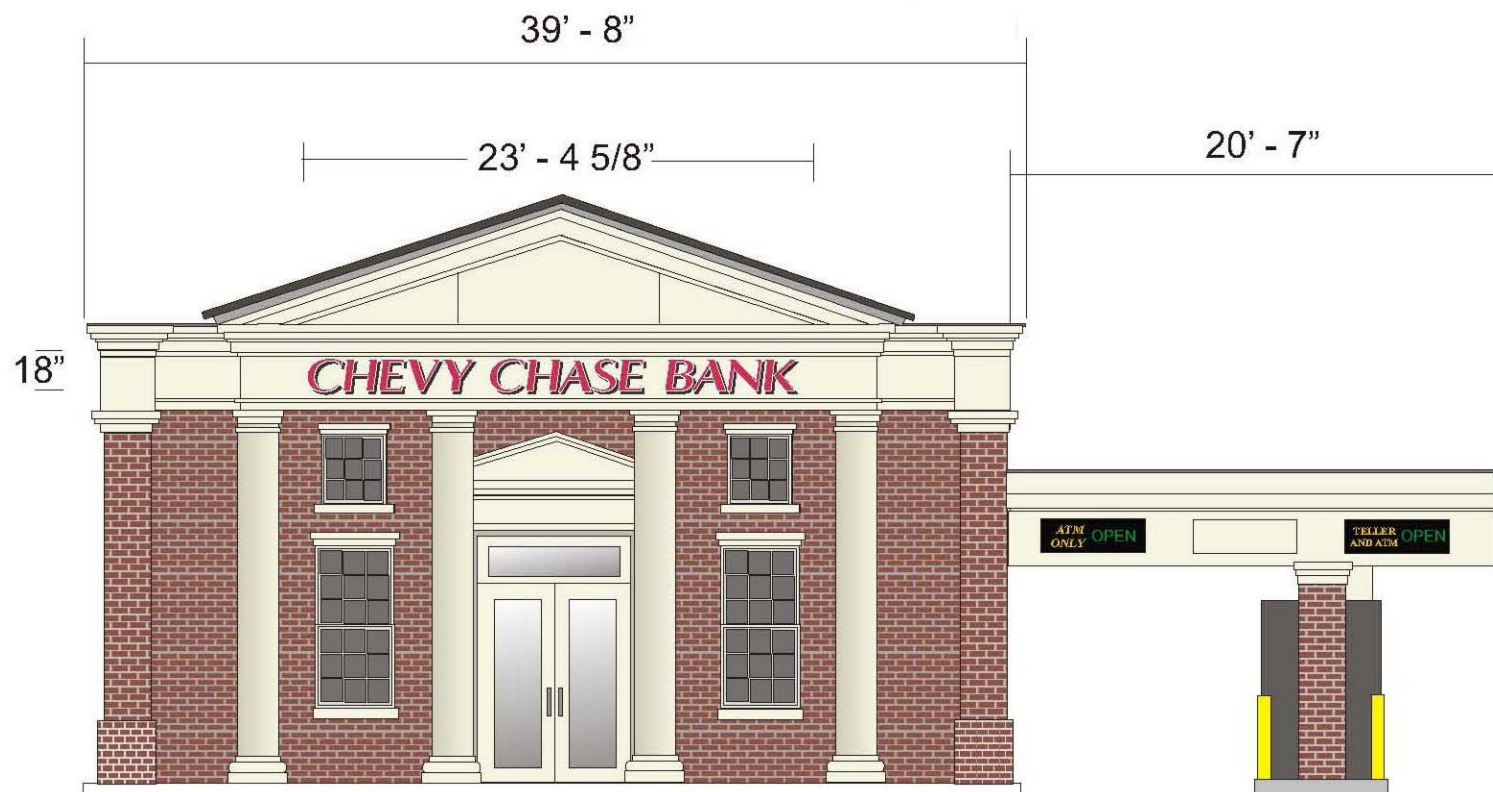 39’ - 8”
23’ - 4 5/8”
20’ - 7”
18”
CHEVY CHASE BANK
ATM
ONLY OPEN
TELLER
AND ATM OPEN